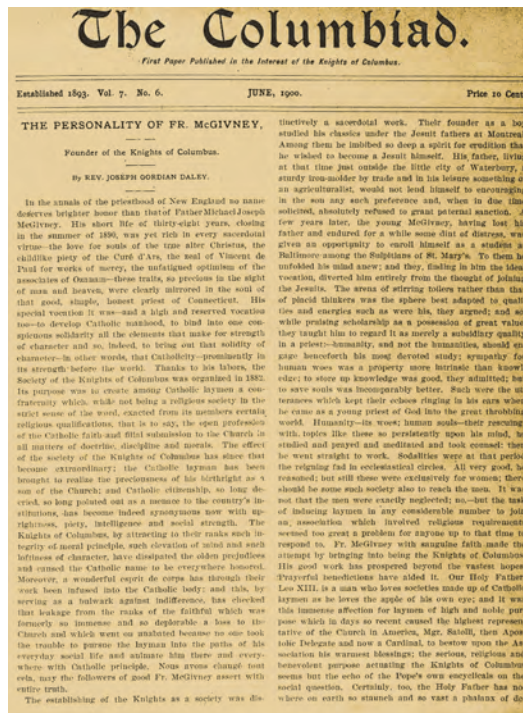 The Columbiad.
First Paper Published in the Interest of the Knights of Columbus.
Established 1893. Vol. 7. No. 6. JUNE, 1900. Price 10 Cent
THE PERSONALITY OF FR. McGIVNEY,
Founder of the Knights of Columbus.
By REV. JOSEPH GORDIAN DALEY.
In the annals of the priesthood of New England no name
deserves brighter honor than that of Father Michael Joseph
McGivney. His short life of thirty-eight years, closing
in the summer of 1890, was yet rich in every sacerdotal
virtue—the love for souls of the true alter Christus, the
childlike piety of the Curé d'Ars, the zeal of Vincent de
Paul for works of mercy, the unfatigued optimism of the
associates of Ozanam—these traits, so precious in the sight
of man and heaven, were clearly mirrored in the soul of
that good, simple, honest priest of Connecticut. His
special vocation it was—and a high and reserved vocation
too—to develop Catholic manhood, to bind into one con-
spicuous solidarity all the elements that make for strength
of character and so, indeed, to bring out that solidity of
character—in other words, that Catholicity—prominently in
its strength before the world. Thanks to his labors, the
Society of the Knights of Columbus was organized in 1882.
Its purpose was to create among Catholic laymen a con-
fraternity which, while not being a religious society in the
strict sense of the word, exacted from its members certain
religious qualifications, that is to say, the open profession
of the Catholic faith and filial submission to the Church in
all matters of doctrine, discipline and morals. The effect
of the society of the Knights of Columbus has since that
become extraordinary; the Catholic layman has been
brought to realize the preciousness of his birthright as a
son of the Church; and Catholic citizenship, so long de-
cried, so long pointed out as a menace to the country's in-
stitutions, has become indeed synonymous now with up-
rightness, piety, intelligence and social strength. The
Knights of Columbus, by attracting to their ranks such in-
tegrity of moral principle, such elevation of mind and such
loftiness of character, have dissipated the olden prejudices
and caused the Catholic name to be everywhere honored.
Moreover, a wonderful esprit de corps has through their
work been infused into the Catholic body; and this, by
serving as a bulwark against indifference, has checked
that leakage from the ranks of the faithful which was
formerly so immense and so deplorable a loss to the
Church and which went on unabated because no one took
the trouble to pursue the layman into the paths of his
everyday social life and animate him there and every-
where with Catholic principle. Nous avons changé tout
cela, may the followers of good Fr. McGivney assert with
entire truth.
The establishing of the Knights as a society was dis-
tinctively a sacerdotal work. Their founder as a bo
studied his classics under the Jesuit fathers at Montrea
Among them he imbibed so deep a spirit for erudition tha
he wished to become a Jesuit himself. His father, livin
at that time just outside the little city of Waterbury,
sturdy iron-molder by trade and in his leisure something o
an agriculturalist, would not lend himself to encouragin
in the son any such preference and, when in due tim
solicited, absolutely refused to grant paternal sanction.
few years later, the young McGivney, having lost hi
father and endured for a while some dint of distress, wa
given an opportunity to enroll himself as a student a
Baltimore among the Sulpitians of St. Mary's. To them h
unfolded his mind anew; and they, finding in him the idea
vocation, diverted him entirely from the thought of joinin
the Jesuits. The arena of stirring toilers rather than tha
of placid thinkers was the sphere best adapted to quali
ties and energies such as were his, they argued; and so
while praising scholarship as a possession of great value
they taught him to regard it as merely a subsidiary quality
in a priest:—humanity, and not the humanities, should en
gage henceforth his most devoted study; sympathy fo
human woes was a property more intrinsic than knowl
edge; to store up knowledge was good, they admitted; bu
to save souls was incomparably better. Such were the ut
terances which kept their echoes ringing in his ears when
he came as a young priest of God into the great throbbing
world. Humanity—its woes; human souls—their rescuing
with topics like these so persistently upon his mind, h
studied and prayed and meditated and took counsel; then
he went straight to work. Sodalities were at that perio
the reigning fad in ecclesiastical circles. All very good, h
reasoned; but still these were exclusively for women; ther
should be some such society also to reach the men. It wa
not that the men were exactly neglected; no,—but the tas
of inducing laymen in any considerable number to join
an association which involved religious requirement
seemed too great a problem for anyone up to that time t
respond to. Fr. McGivney with sanguine faith made th
attempt by bringing into being the Knights of Columbus
His good work has prospered beyond the vastest hopes
Prayerful benedictions have aided it. Our Holy Father
Leo XIII. is a man who loves societies made up of Catholi
laymen as he loves the apple of his own eye; and it wa
this immense affection for laymen of high and noble pur
pose which in days so recent caused the highest represen
tative of the Church in America, Mgr. Satolli, then Apos
tolic Delegate and now a Cardinal, to bestow upon the As
sociation his warmest blessings; the serious, religious an
benevolent purpose actuating the Knights of Columbus
seems but the echo of the Pope's own encyclicals on the
social question. Certainly, too, the Holy Father has no
where on earth so staunch and so vast a phalanx of de